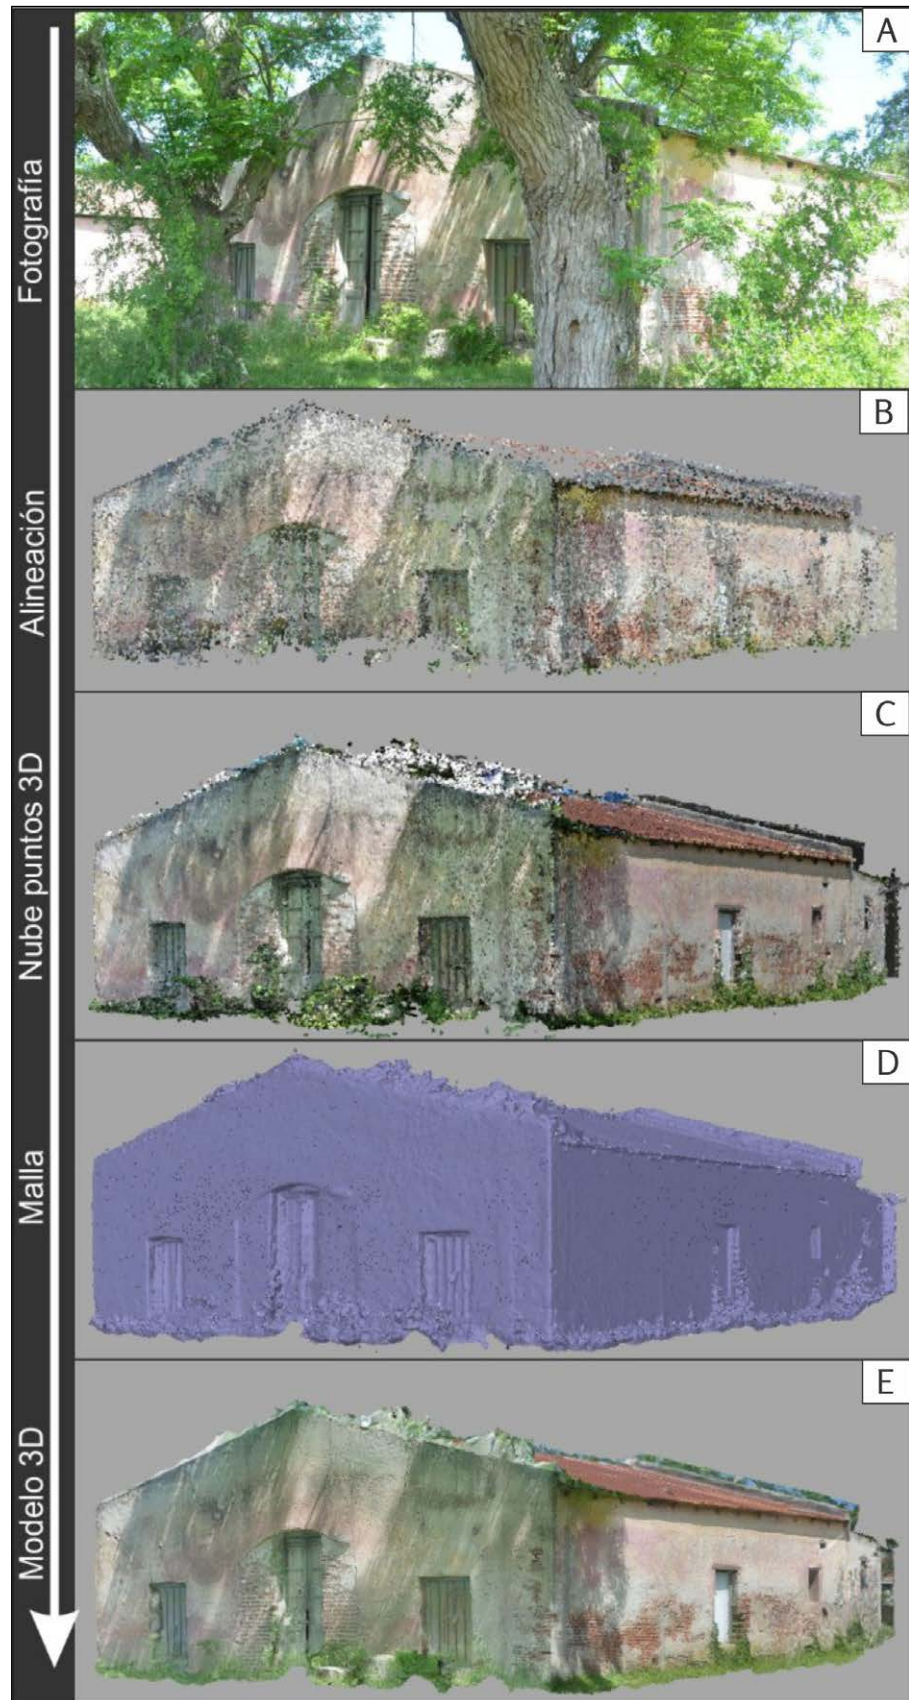 A
Fotografía
B
Alineación
C
Nube puntos 3D
D
Malla
E
Modelo 3D